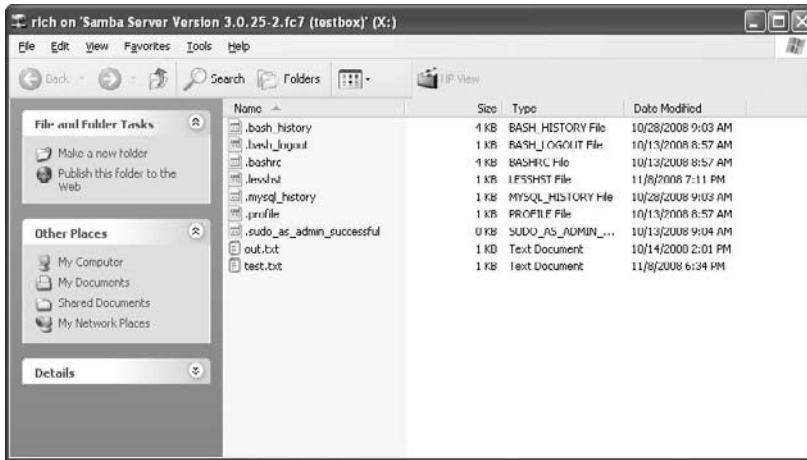 rich on 'Samba Server Version 3.0.25-2.fc7 (testbox)' (X:)
File Edit View Favorites Tools Help
Back Search Folders HP View
File and Folder Tasks
Make a new folder
Publish this folder to the
Web
Other Places
My Computer
My Documents
Shared Documents
My Network Places
Details
Name Size Type Date Modified
.bash_history 4 KB BASH_HISTORY File 10/28/2008 9:03 AM
.bash_logout 1 KB BASH_LOGOUT File 10/13/2008 8:57 AM
.bashrc 4 KB BASHRC File 10/13/2008 8:57 AM
.lesshst 1 KB LESSHST File 11/8/2008 7:11 PM
.mysql_history 1 KB MYSQL_HISTORY File 10/28/2008 9:03 AM
.profile 1 KB PROFILE File 10/13/2008 8:57 AM
.sudo_as_admin_successful 0 KB SUDO_AS_ADMIN_... 10/13/2008 9:04 AM
out.txt 1 KB Text Document 10/14/2008 2:01 PM
test.txt 1 KB Text Document 11/8/2008 6:34 PM